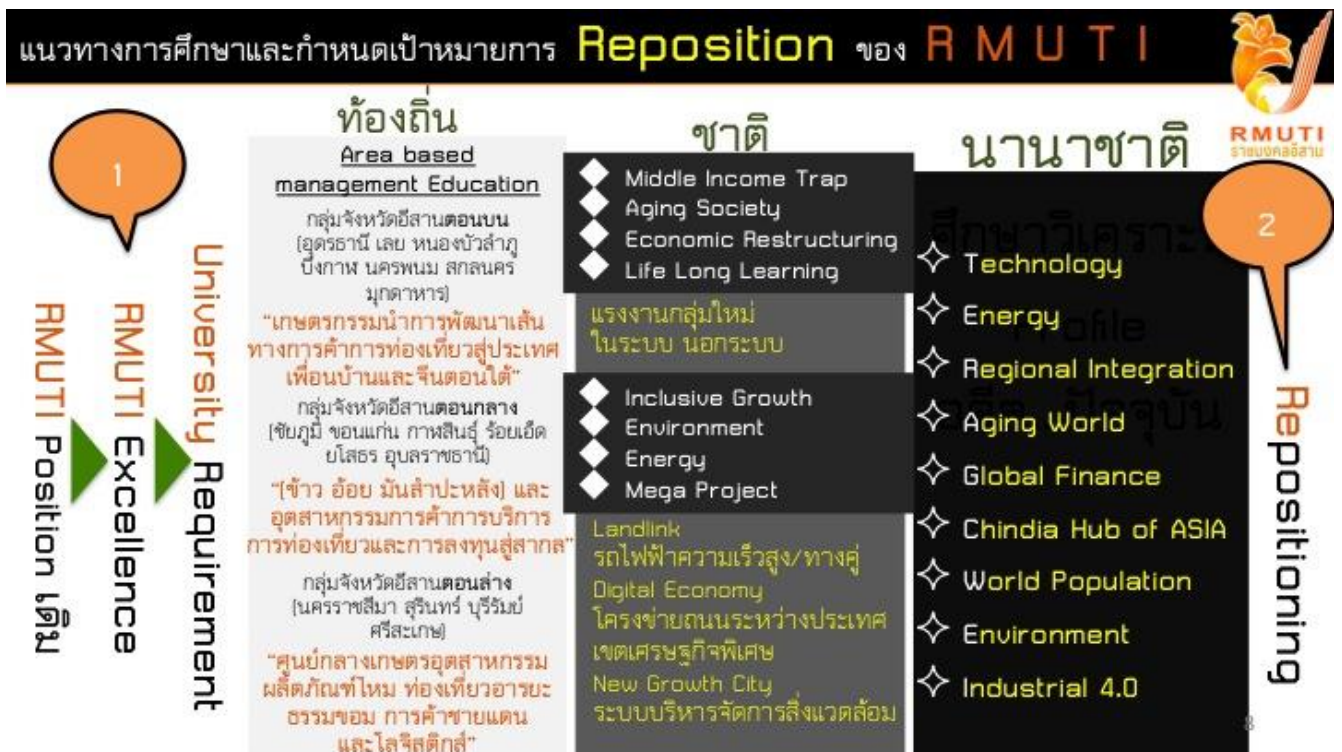 แนวทางการศึกษาและกำหนดเป้าหมายการ Reposition ของ RMUTI
RMUTI
ราชมงคลอีสาน
1
RMUTI Position เดิม
RMUTI Excellence
University Requirement
ท้องถิ่น
Area based
management Education
กลุ่มจังหวัดอีสานตอนบน
(อุดรธานี เลย หนองบัวลำภู
บึงกาฬ นครพนม สกลนคร
มุกดาหาร)
"เกษตรกรรมนำการพัฒนาเส้น
ทางการค้าการท่องเที่ยวสู่ประเทศ
เพื่อนบ้านและจีนตอนใต้"
กลุ่มจังหวัดอีสานตอนกลาง
(ชัยภูมิ ขอนแก่น กาฬสินธุ์ ร้อยเอ็ด
ยโสธร อุบลราชธานี)
"(ข้าว อ้อย มันสำปะหลัง) และ
อุตสาหกรรมการค้าการบริการ
การท่องเที่ยวและการลงทุนสู่สากล"
กลุ่มจังหวัดอีสานตอนล่าง
(นครราชสีมา สุรินทร์ บุรีรัมย์
ศรีสะเกษ)
"ศูนย์กลางเกษตรอุตสาหกรรม
ผลิตภัณฑ์ไหม ท่องเที่ยวอารยะ
ธรรมขอม การค้าชายแดน
และโลจิสติกส์"
ชาติ
Middle Income Trap
Aging Society
Economic Restructuring
Life Long Learning
แรงงานกลุ่มใหม่
ในระบบ นอกระบบ
Inclusive Growth
Environment
Energy
Mega Project
Landlink
รถไฟฟ้าความเร็วสูง/ทางคู่
Digital Economy
โครงข่ายถนนระหว่างประเทศ
เขตเศรษฐกิจพิเศษ
New Growth City
ระบบบริหารจัดการสิ่งแวดล้อม
นานาชาติ
Technology
Energy
Regional Integration
Aging World
Global Finance
Chindia Hub of ASIA
World Population
Environment
Industrial 4.0
2
Repositioning
8